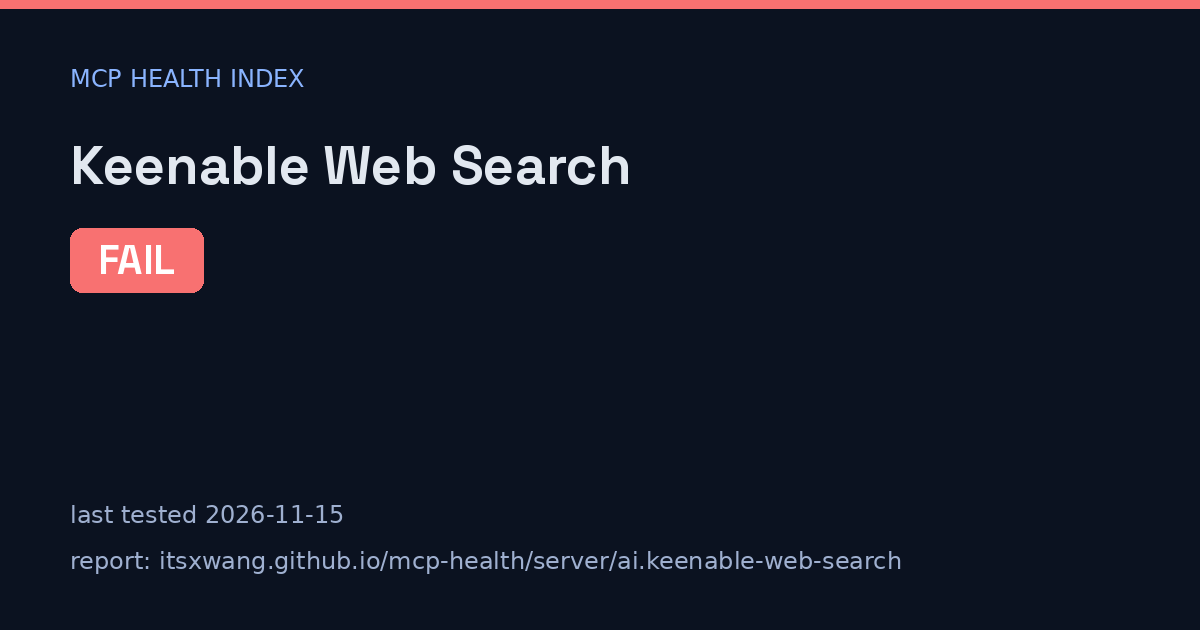 MCP HEALTH INDEX
Keenable Web Search
FAIL
last tested 2026-11-15
report: itsxwang.github.io/mcp-health/server/ai.keenable-web-search